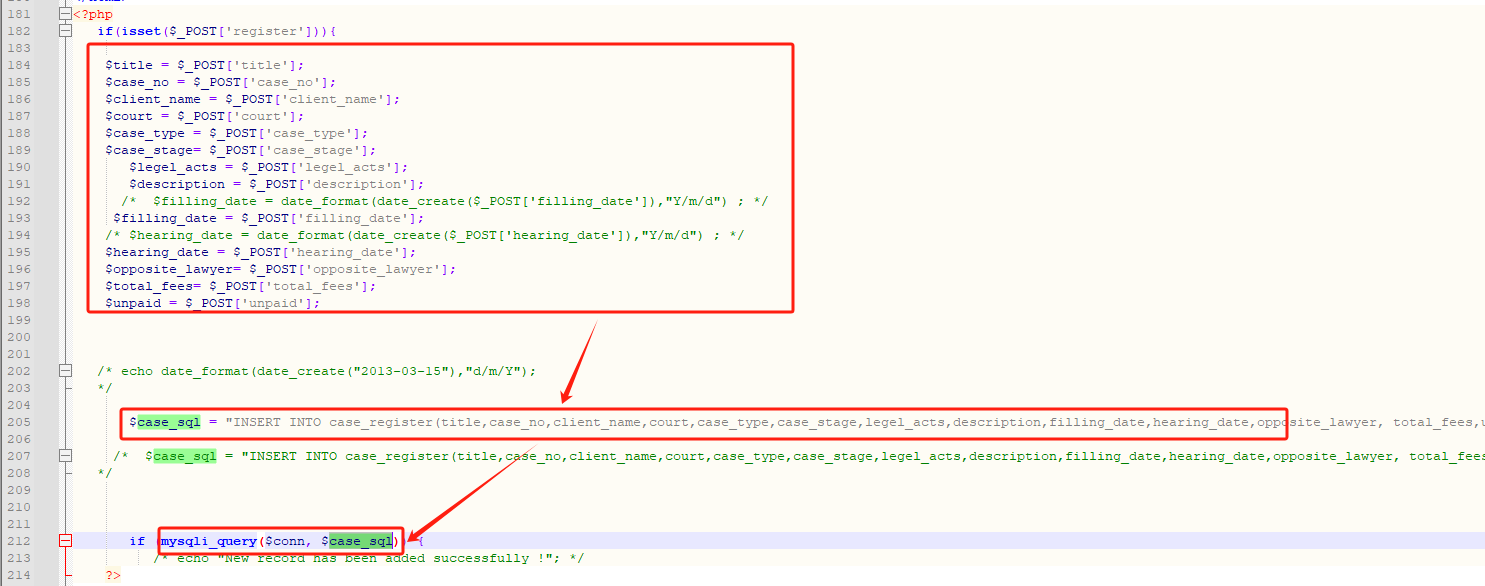 181 <?php
182 if(isset($_POST['register'])){
183
184 $title = $_POST['title'];
185 $case_no = $_POST['case_no'];
186 $client_name = $_POST['client_name'];
187 $court = $_POST['court'];
188 $case_type = $_POST['case_type'];
189 $case_stage= $_POST['case_stage'];
190 $legel_acts = $_POST['legel_acts'];
191 $description = $_POST['description'];
192 /* $filling_date = date_format(date_create($_POST['filling_date']),"Y/m/d") ; */
193 $filling_date = $_POST['filling_date'];
194 /* $hearing_date = date_format(date_create($_POST['hearing_date']),"Y/m/d") ; */
195 $hearing_date = $_POST['hearing_date'];
196 $opposite_lawyer= $_POST['opposite_lawyer'];
197 $total_fees= $_POST['total_fees'];
198 $unpaid = $_POST['unpaid'];
199
200
201
202 /* echo date_format(date_create("2013-03-15"),"d/m/Y");
203 */
204
205 $case_sql = "INSERT INTO case_register(title,case_no,client_name,court,case_type,case_stage,legel_acts,description,filling_date,hearing_date,opposite_lawyer, total_fees,
206
207 /* $case_sql = "INSERT INTO case_register(title,case_no,client_name,court,case_type,case_stage,legel_acts,description,filling_date,hearing_date,opposite_lawyer, total_fees
208 */
209
210
211
212 if (mysqli_query($conn, $case_sql)) {
213 /* echo "New record has been added successfully !"; */
214 ?>